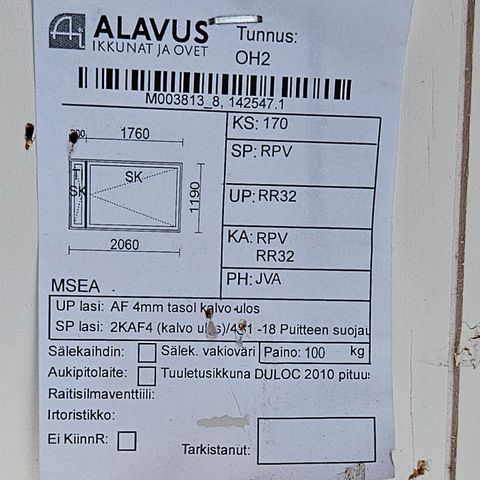 ALAVUS
IKKUNAT JA OVET
Tunnus:
OH2
M003813_8, 142547.1
300 1760
SK SK
1190
2060
MSEA
KS: 170
SP: RPV
UP: RR32
KA: RPV
RR32
PH: JVA
UP lasi: AF 4mm tasol kalvo ulos
SP lasi: 2KAF4 (kalvo ulos)/4S1 -18 Puitteen suojau
Sälekaihdin: Sälek. vakioväri Paino: 100 kg
Aukipitolaite: Tuuletusikkuna DULOC 2010 pituus
Raitisilmaventtiili:
Irtoristikko:
Ei KiinnR:
Tarkistanut: